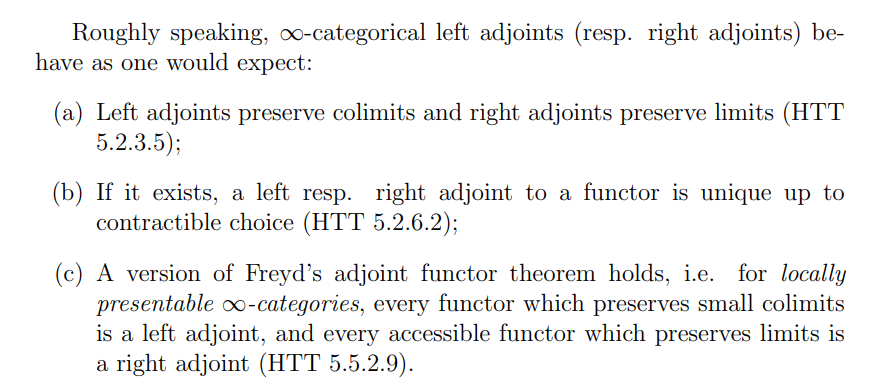 Roughly speaking, ∞-categorical left adjoints (resp. right adjoints) be-
have as one would expect:
(a) Left adjoints preserve colimits and right adjoints preserve limits (HTT
5.2.3.5);
(b) If it exists, a left resp. right adjoint to a functor is unique up to
contractible choice (HTT 5.2.6.2);
(c) A version of Freyd's adjoint functor theorem holds, i.e. for locally
presentable ∞-categories, every functor which preserves small colimits
is a left adjoint, and every accessible functor which preserves limits is
a right adjoint (HTT 5.5.2.9).